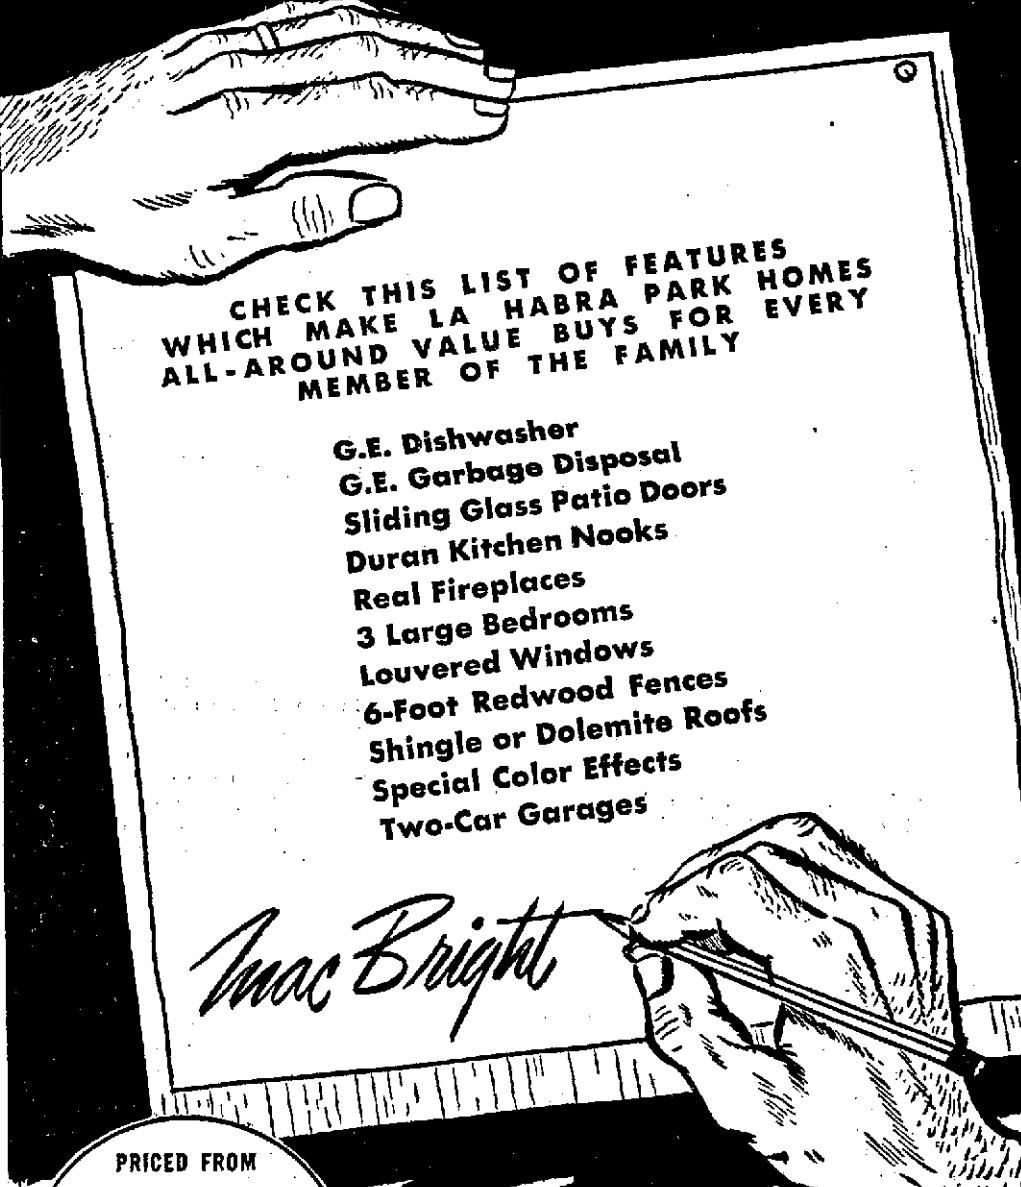 CHECK THIS LIST OF FEATURES
WHICH MAKE LA HABRA PARK HOMES
ALL-AROUND VALUE BUYS FOR EVERY
MEMBER OF THE FAMILY
G.E. Dishwasher
G.E. Garbage Disposal
Sliding Glass Patio Doors
Duran Kitchen Nooks
Real Fireplaces
3 Large Bedrooms
Louvered Windows
6-Foot Redwood Fences
Shingle or Dolemite Roofs
Special Color Effects
Two-Car Garages
Mac Bright
PRICED FROM